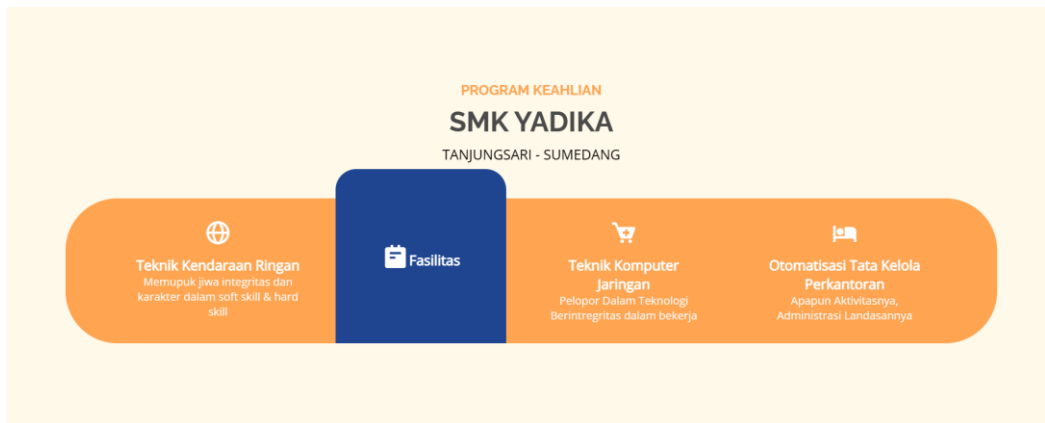 PROGRAM KEAHLIAN
SMK YADIKA
TANJUNGSARI - SUMEDANG
Teknik Kendaraan Ringan
Memupuk jiwa integritas dan
karakter dalam soft skill & hard
skill
Fasilitas
Teknik Komputer
Jaringan
Pelopor Dalam Teknologi
Berintregritas dalam bekerja
Otomatisasi Tata Kelola
Perkantoran
Apapun Aktivitasnya,
Administrasi Landasannya